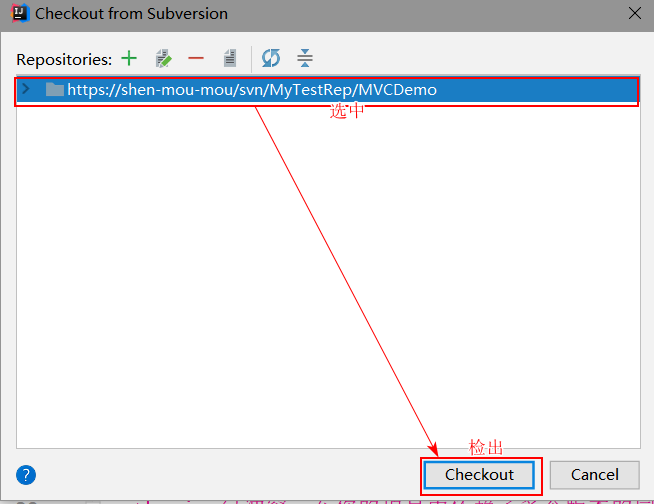 Checkout from Subversion
Repositories:
https://shen-mou-mou/svn/MyTestRep/MVCDemo
选中
检出
Checkout
Cancel